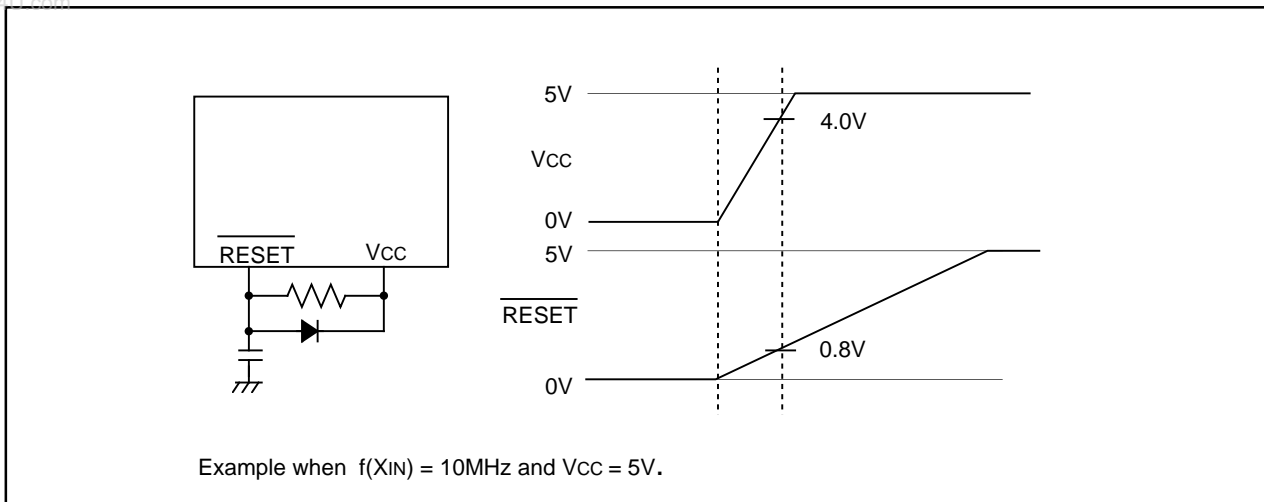 5V
4.0V
VCC
0V
RESET VCC
5V
RESET
0.8V
0V
Example when f(XIN) = 10MHz and VCC = 5V.